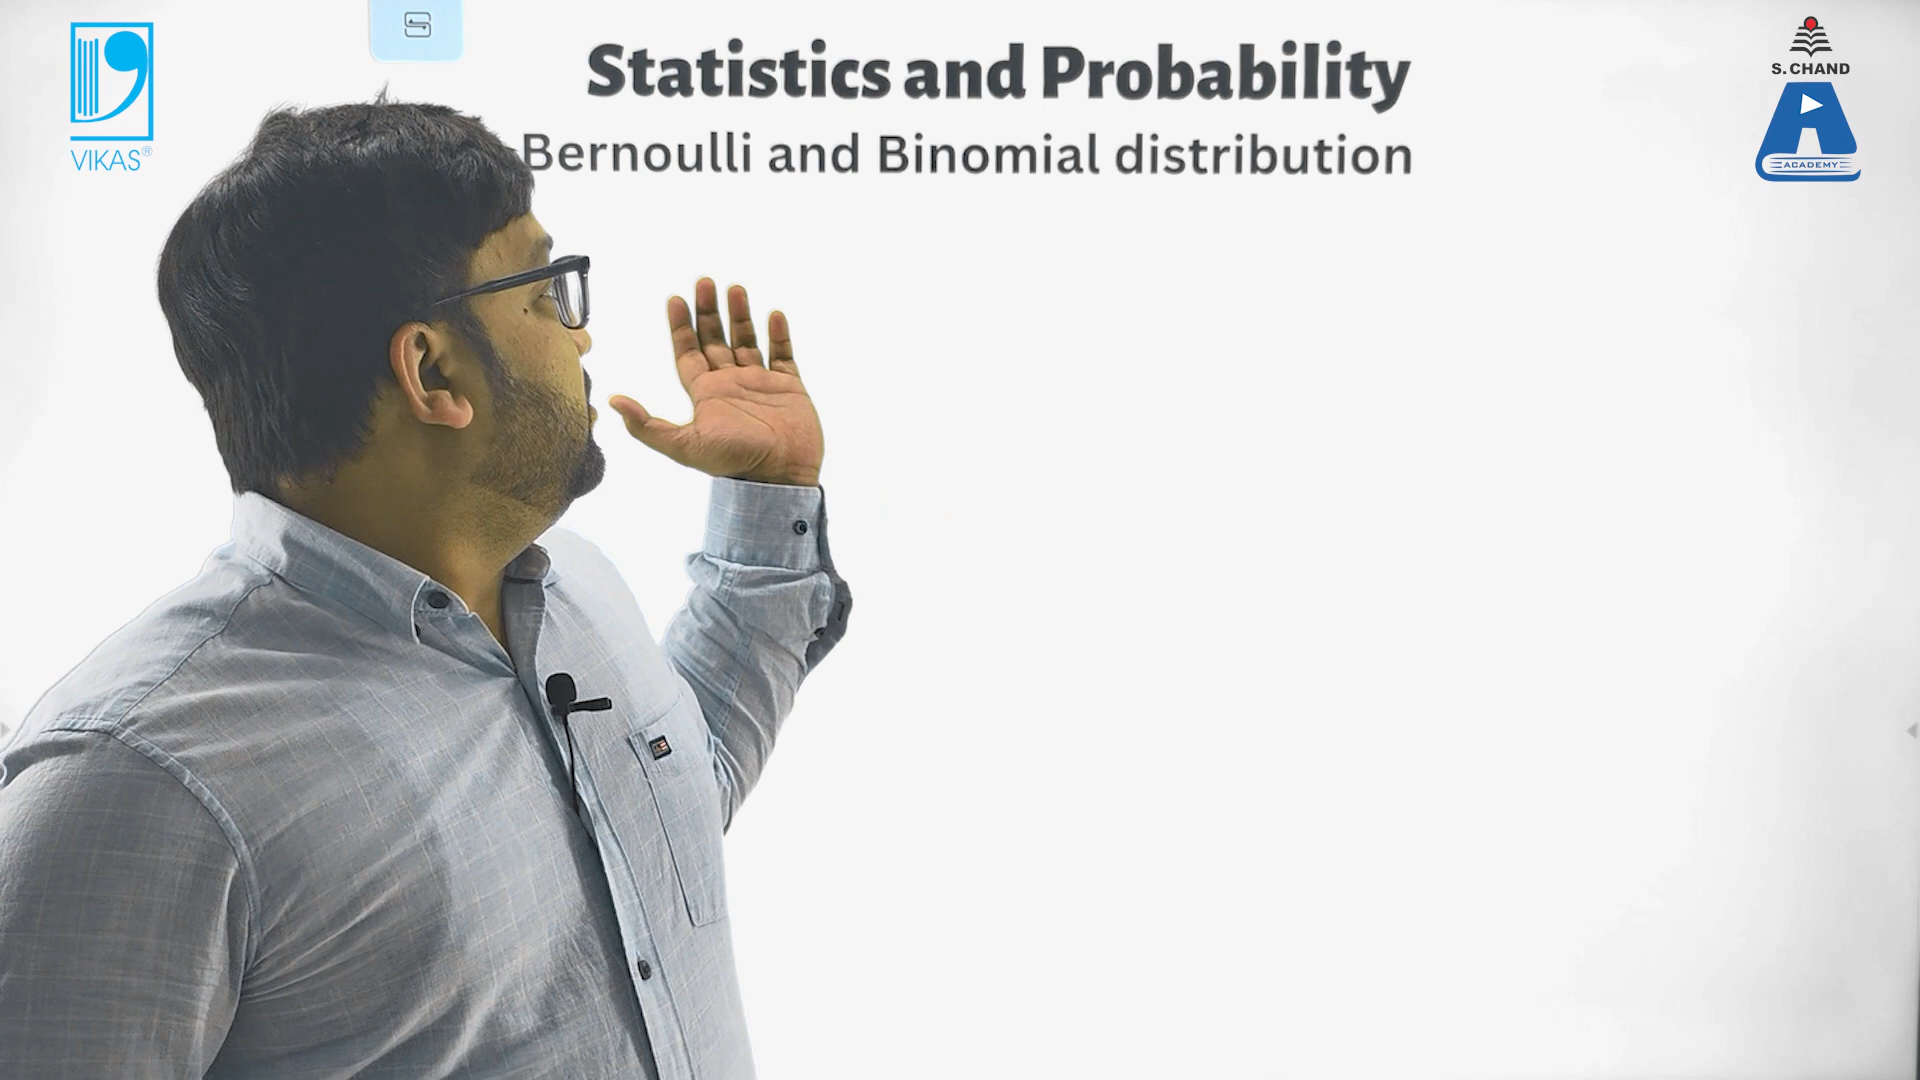 VIKAS®
Statistics and Probability
Bernoulli and Binomial distribution
S. CHAND
ACADEMY